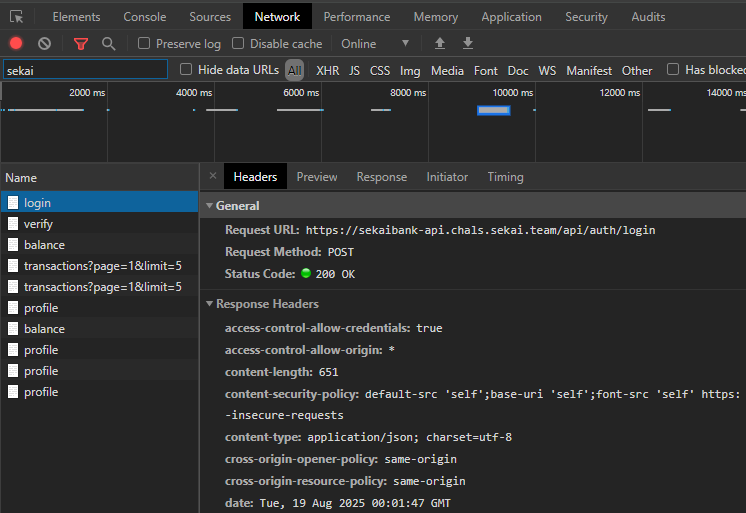 Elements Console Sources Network Performance Memory Application Security Audits
Preserve log Disable cache Online
sekai Hide data URLs All XHR JS CSS Img Media Font Doc WS Manifest Other Has blocked
2000 ms 4000 ms 6000 ms 8000 ms 10000 ms 12000 ms 14
Name
login
verify
balance
transactions?page=1&limit=5
transactions?page=1&limit=5
profile
balance
profile
profile
profile
× Headers Preview Response Initiator Timing
General
Request URL: https://sekaibank-api.chals.sekai.team/api/auth/login
Request Method: POST
Status Code: 200 OK
Response Headers
access-control-allow-credentials: true
access-control-allow-origin: *
content-length: 651
content-security-policy: default-src 'self';base-uri 'self';font-src 'self' https:
-insecure-requests
content-type: application/json; charset=utf-8
cross-origin-opener-policy: same-origin
cross-origin-resource-policy: same-origin
date: Tue, 19 Aug 2025 00:01:47 GMT